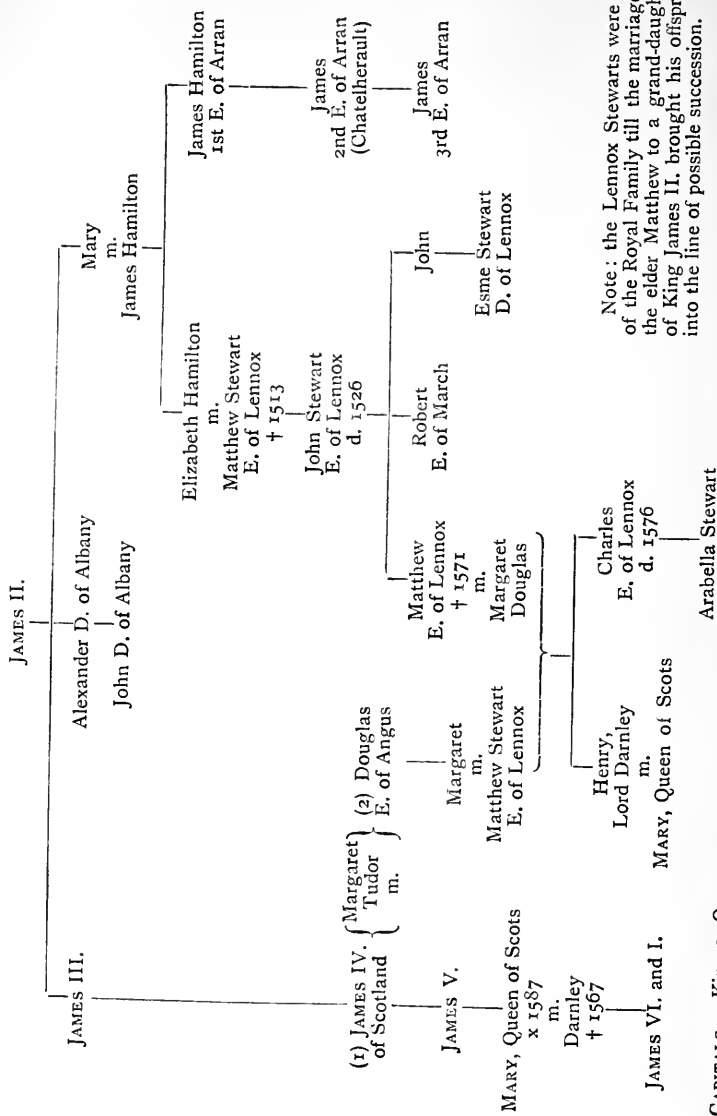 JAMES II.
JAMES III.
Alexander D. of Albany
John D. of Albany
Mary
m.
James Hamilton
Elizabeth Hamilton
m.
Matthew Stewart
E. of Lennox
† 1513
John Stewart
E. of Lennox
d. 1526
James Hamilton
1st E. of Arran
James
2nd E. of Arran
(Chatelherault)
James
3rd E. of Arran
Matthew
E. of Lennox
† 1571
m.
Margaret
Douglas
Robert
E. of March
John
Esme Stewart
D. of Lennox
(1) JAMES IV.
of Scotland
Margaret
Tudor
m.
(2) Douglas
E. of Angus
Margaret
m.
Matthew Stewart
E. of Lennox
JAMES V.
MARY, Queen of Scots
x 1587
m.
Darnley
† 1567
JAMES VI. and I.
Henry,
Lord Darnley
m.
MARY, Queen of Scots
Charles
E. of Lennox
d. 1576
Arabella Stewart
Note: the Lennox Stewarts were
of the Royal Family till the marriage
the elder Matthew to a grand-daugh
of King James II. brought his offspr
into the line of possible succession.
CAPITALS